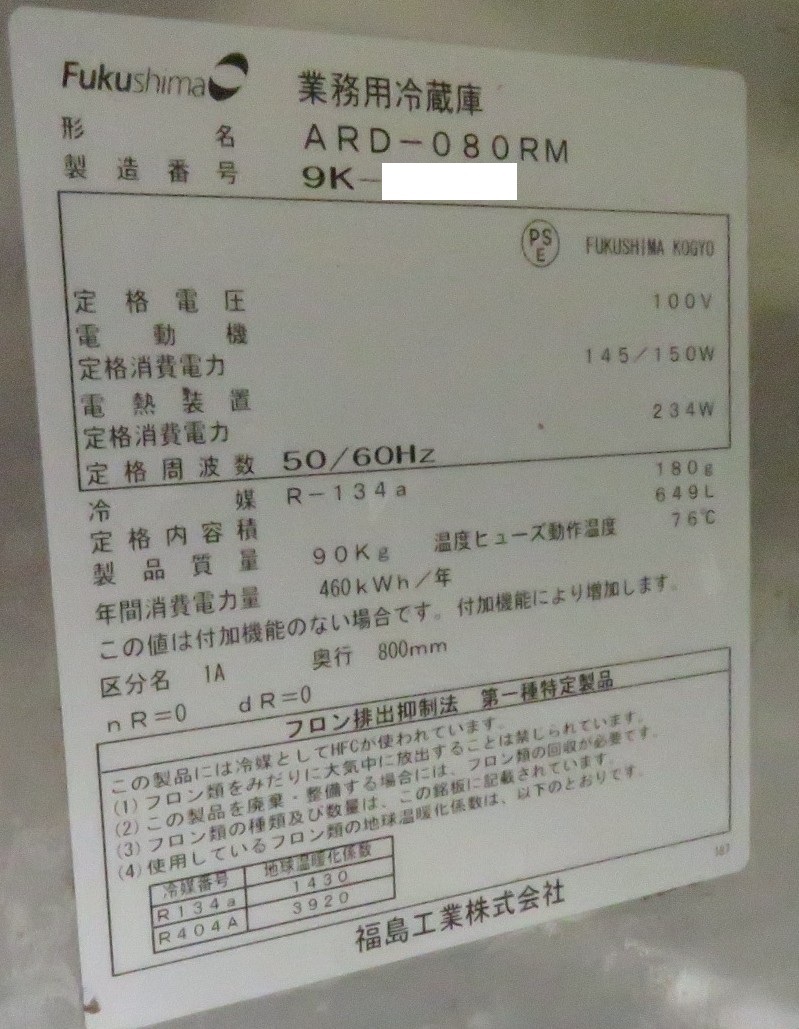 Fukushima 業務用冷蔵庫
形名 ARD-080RM
製造番号 9K-
PSE FUKUSHIMA KOGYO
定格電圧 100V
電動機
定格消費電力 145/150W
電熱装置
定格消費電力 234W
定格周波数 50/60Hz
冷媒 R-134a 180g
定格内容積 649L
製品質量 90Kg 温度ヒューズ動作温度 76℃
年間消費電力量 460kWh/年
この値は付加機能のない場合です。付加機能により増加します。
区分名 1A 奥行 800mm
nR=0 dR=0
フロン排出抑制法 第一種特定製品
この製品には冷媒としてHFCが使われています。
(1) フロン類をみだりに大気中に放出することは禁じられています。
(2) この製品を廃棄・整備する場合には、フロン類の回収が必要です。
(3) フロン類の種類及び数量は、この銘板に記載されています。
(4) 使用しているフロン類の地球温暖化係数は、以下のとおりです。
冷媒番号 地球温暖化係数
R134a 1430
R404A 3920
福島工業株式会社